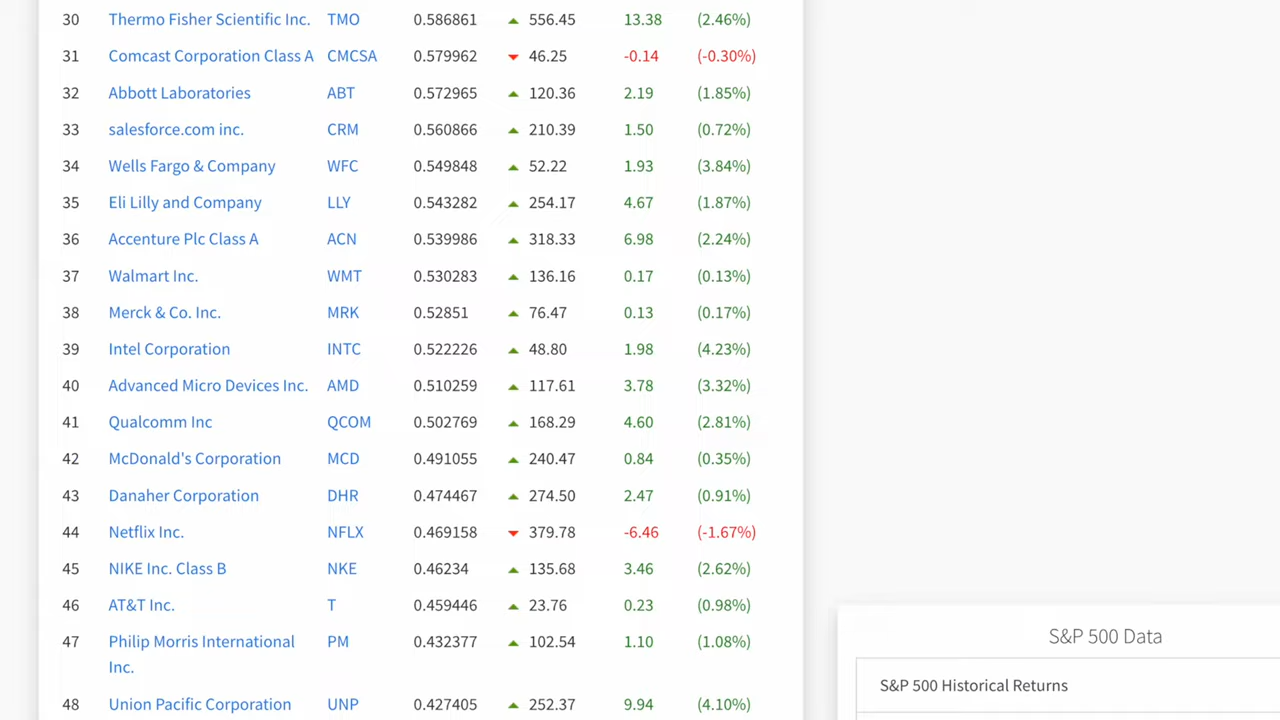 30 Thermo Fisher Scientific Inc. TMO 0.586861 556.45 13.38 (2.46%)
31 Comcast Corporation Class A CMCSA 0.579962 46.25 -0.14 (-0.30%)
32 Abbott Laboratories ABT 0.572965 120.36 2.19 (1.85%)
33 salesforce.com inc. CRM 0.560866 210.39 1.50 (0.72%)
34 Wells Fargo & Company WFC 0.549848 52.22 1.93 (3.84%)
35 Eli Lilly and Company LLY 0.543282 254.17 4.67 (1.87%)
36 Accenture Plc Class A ACN 0.539986 318.33 6.98 (2.24%)
37 Walmart Inc. WMT 0.530283 136.16 0.17 (0.13%)
38 Merck & Co. Inc. MRK 0.52851 76.47 0.13 (0.17%)
39 Intel Corporation INTC 0.522226 48.80 1.98 (4.23%)
40 Advanced Micro Devices Inc. AMD 0.510259 117.61 3.78 (3.32%)
41 Qualcomm Inc QCOM 0.502769 168.29 4.60 (2.81%)
42 McDonald's Corporation MCD 0.491055 240.47 0.84 (0.35%)
43 Danaher Corporation DHR 0.474467 274.50 2.47 (0.91%)
44 Netflix Inc. NFLX 0.469158 379.78 -6.46 (-1.67%)
45 NIKE Inc. Class B NKE 0.46234 135.68 3.46 (2.62%)
46 AT&T Inc. T 0.459446 23.76 0.23 (0.98%)
47 Philip Morris International PM 0.432377 102.54 1.10 (1.08%)
Inc.
48 Union Pacific Corporation UNP 0.427405 252.37 9.94 (4.10%)
S&P 500 Data
S&P 500 Historical Returns